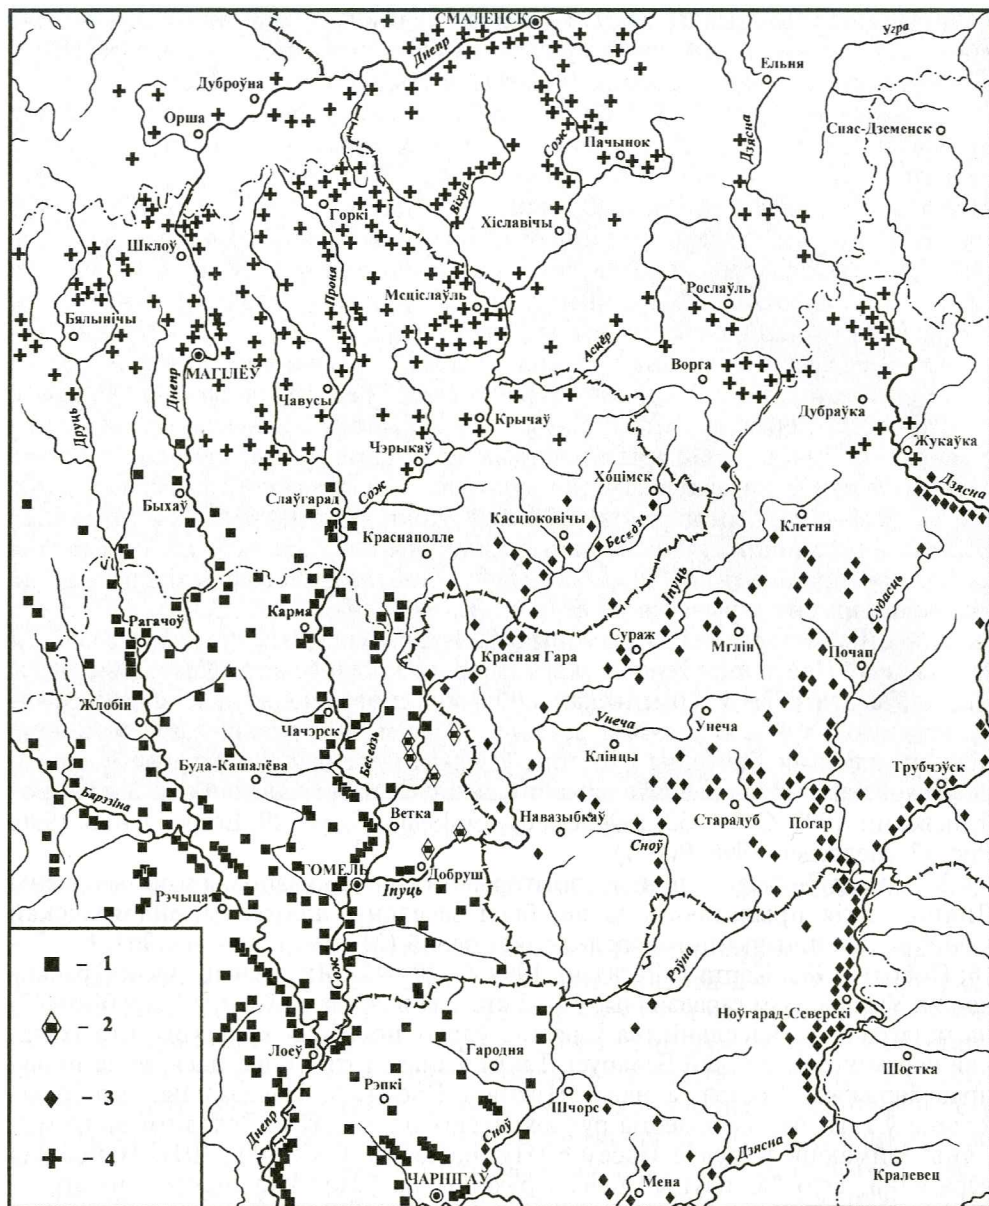 СМАЛЕНСК
Днепр
Угра
Ельня
Дуброўна
Орша
Спас-Дземенск
Сож
Пачынок
Дзясна
Віхра
Горкі
Хіславічы
Шклоў
Проня
Мсціслаўль
Рослаўль
Бялынічы
Днепр
МАГІЛЁЎ
Аснёр
Ворга
Чавусы
Друць
Дубраўка
Крычаў
Чэрыкаў
Жукаўка
Дзясна
Хоцімск
Слаўгарад
Сож
Быхаў
Касцюковічы
Клетня
Краснаполле
Беседзь
Іпуць
Судасць
Карма
Рагачоў
Сураж
Мглін
Почап
Красная Гара
Жлобін
Чачэрск
Унеча
Унеча
Клінцы
Беседзь
Буда-Кашалёва
Трубчэўск
Бярэзіна
Ветка
Навазыбкаў
Старадуб
Погар
Сноў
Добруш
ГОМЕЛЬ
Іпуць
Рэчыца
Сож
Рэўна
Ноўгарад-Северскі
Лоеў
Гародня
Шостка
Рэпкі
Шчорс
Днепр
Сноў
Дзясна
ЧАРНІГАЎ
Мена
Кралевец
– 1
– 2
– 3
– 4